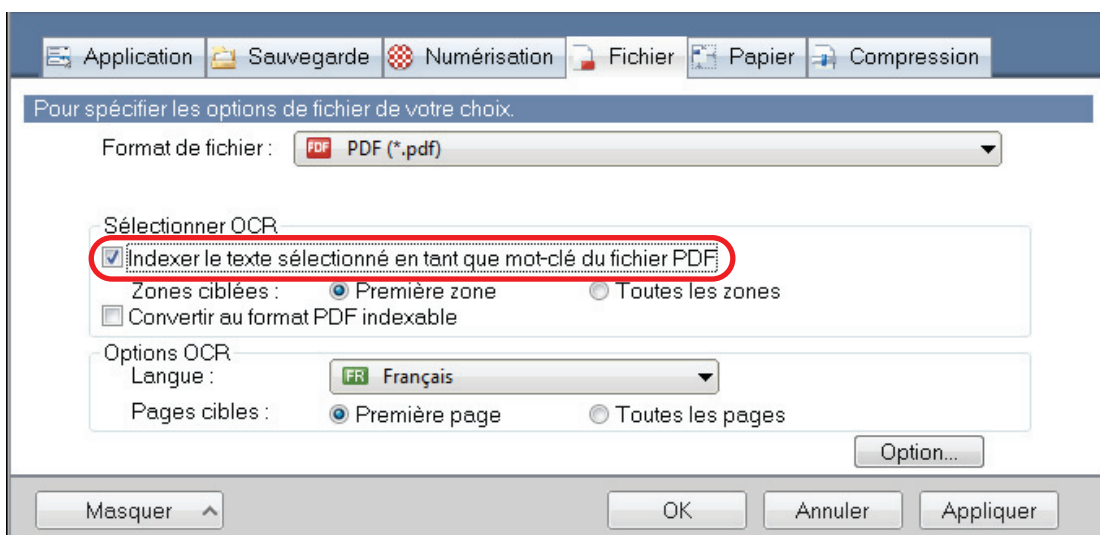 Application Sauvegarde Numérisation Fichier Papier Compression
Pour spécifier les options de fichier de votre choix.
Format de fichier : PDF PDF (*.pdf)
Sélectionner OCR
Indexer le texte sélectionné en tant que mot-clé du fichier PDF
Zones ciblées : Première zone Toutes les zones
Convertir au format PDF indexable
Options OCR
Langue : FR Français
Pages cibles : Première page Toutes les pages
Option...
Masquer OK Annuler Appliquer